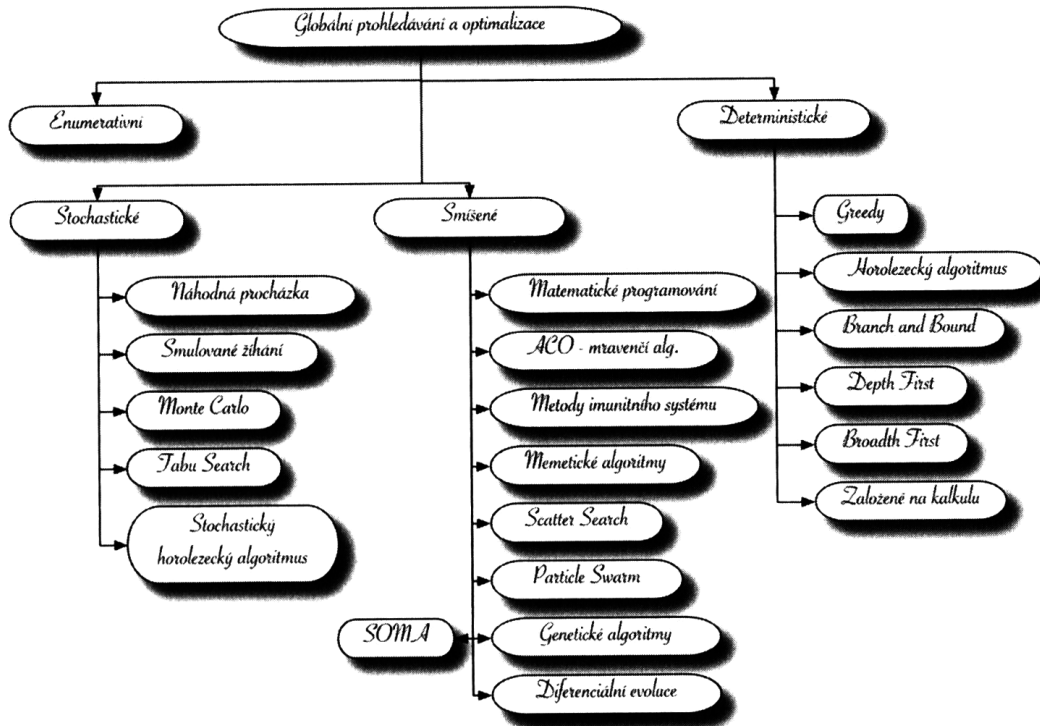 Globální prohledávání a optimalizace
Enumerativní
Deterministické
Stochastické
Smíšené
Náhodná procházka
Smulované žíhání
Monte Carlo
Tabu Search
Stochastický
horolezecký algoritmus
Matematické programování
ACO - mravenčí alg.
Metody imunitního systému
Memetické algoritmy
Scatter Search
Particle Swarm
SOMA
Genetické algoritmy
Diferenciální evoluce
Greedy
Horolezecký algoritmus
Branch and Bound
Depth First
Broadth First
Založené na kalkulu